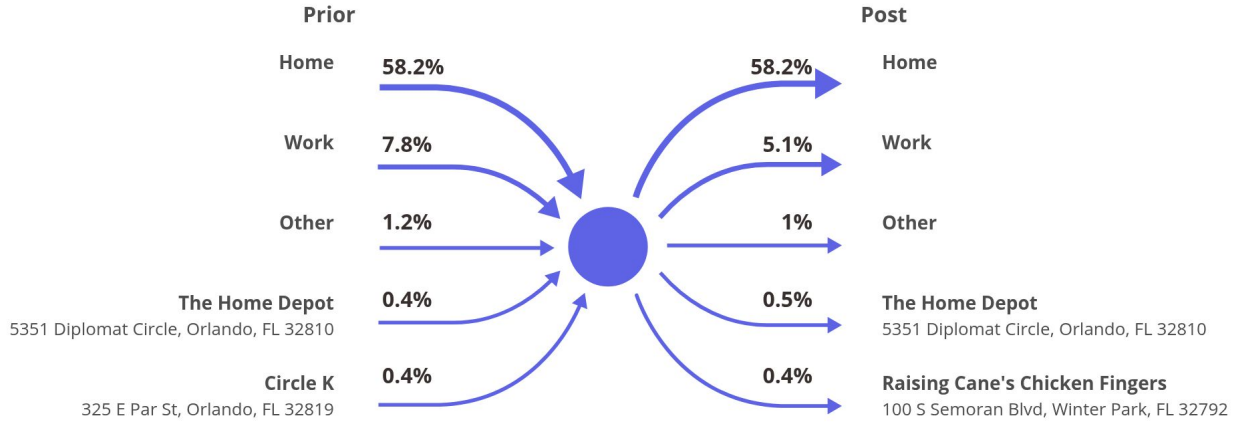 Prior
Post
Home
58.2%
58.2%
Home
Work
7.8%
5.1%
Work
Other
1.2%
1%
Other
The Home Depot
5351 Diplomat Circle, Orlando, FL 32810
0.4%
0.5%
The Home Depot
5351 Diplomat Circle, Orlando, FL 32810
Circle K
325 E Par St, Orlando, FL 32819
0.4%
0.4%
Raising Cane's Chicken Fingers
100 S Semoran Blvd, Winter Park, FL 32792